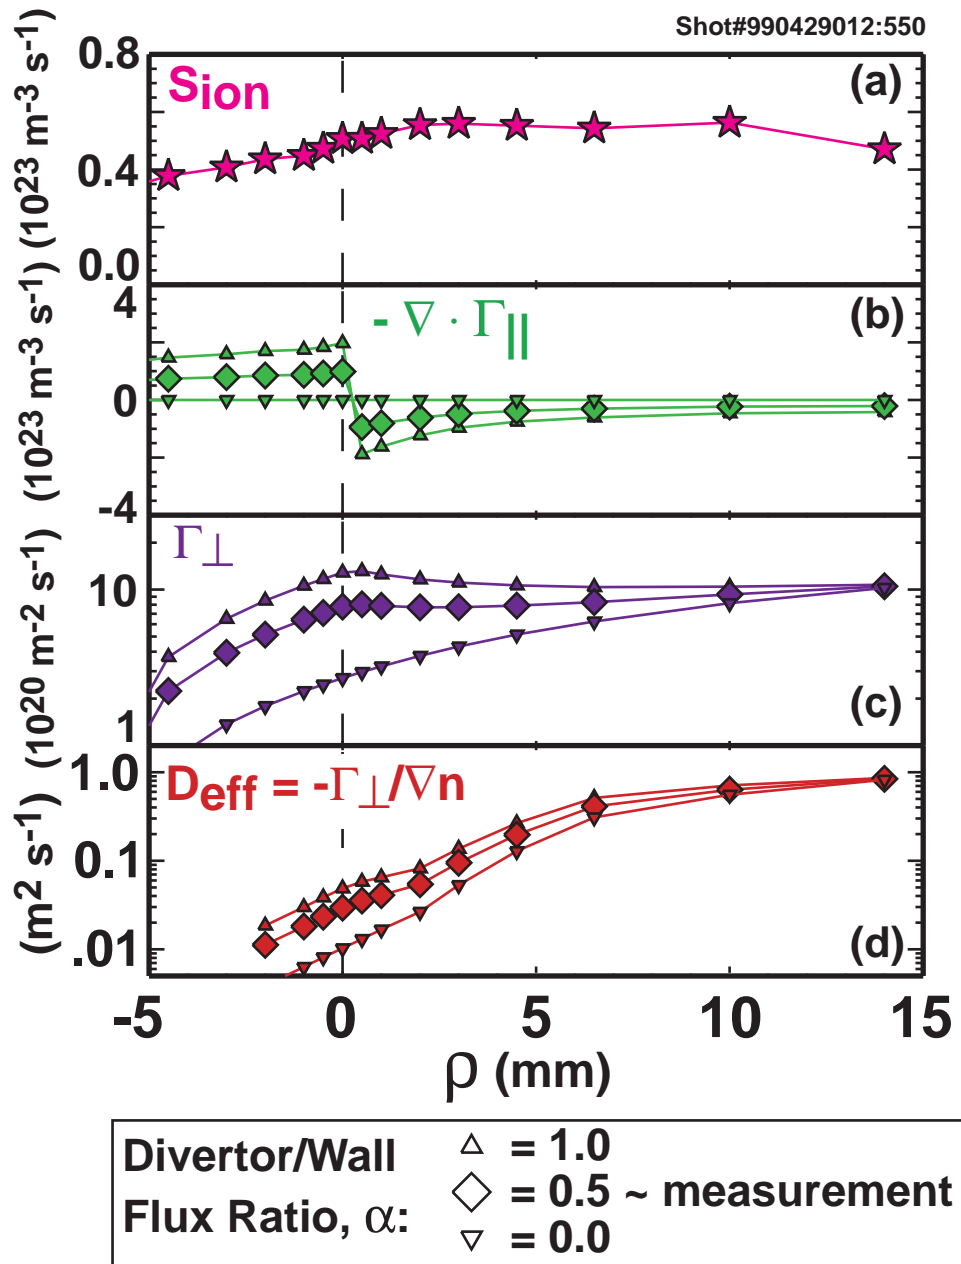 Shot#990429012:550
0.8
Sion
(a)
0.4
0.0
(10²³ m⁻³ s⁻¹)
4
- ∇ · Γ||
(b)
0
-4
(10²³ m⁻³ s⁻¹)
Γ⊥
10
1
(c)
(10²⁰ m⁻² s⁻¹)
1.0
Deff = -Γ⊥/∇n
0.1
.01
(d)
(m² s⁻¹)
-5 0 5 10 15
ρ (mm)
Divertor/Wall
Flux Ratio, α:
△ = 1.0
◇ = 0.5 ~ measurement
▽ = 0.0